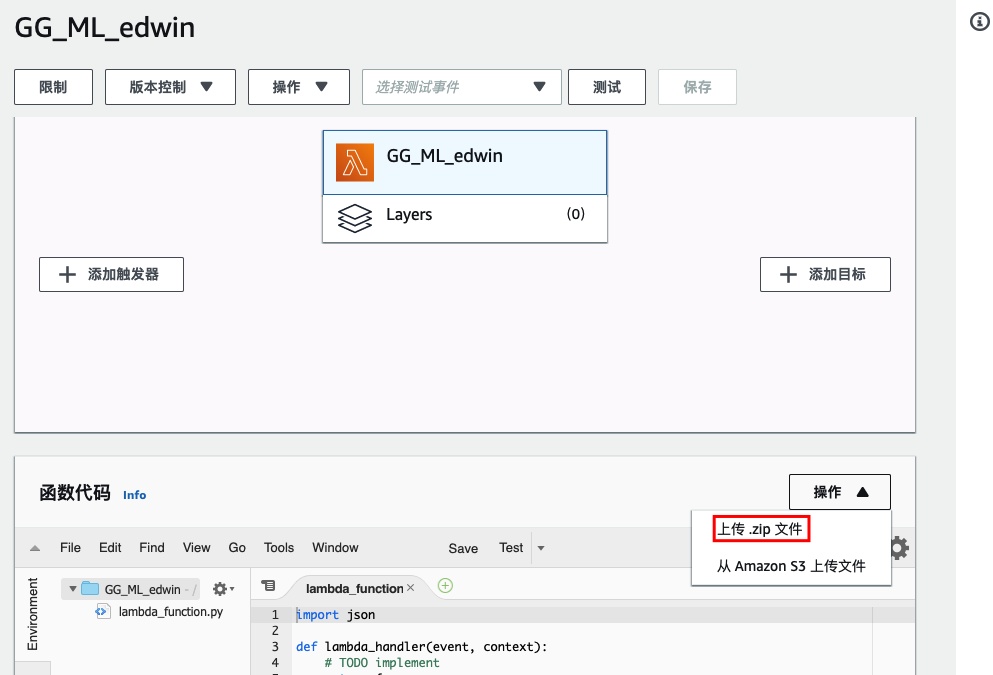 GG_ML_edwin
限制 版本控制 操作 选择测试事件 测试 保存
GG_ML_edwin
Layers (0)
添加触发器 添加目标
函数代码 Info 操作
上传 .zip 文件
从 Amazon S3 上传文件
File Edit Find View Go Tools Window Save Test
Environment
GG_ML_edwin - /
lambda_function.py
lambda_function
1 import json
2
3 def lambda_handler(event, context):
4 # TODO implement